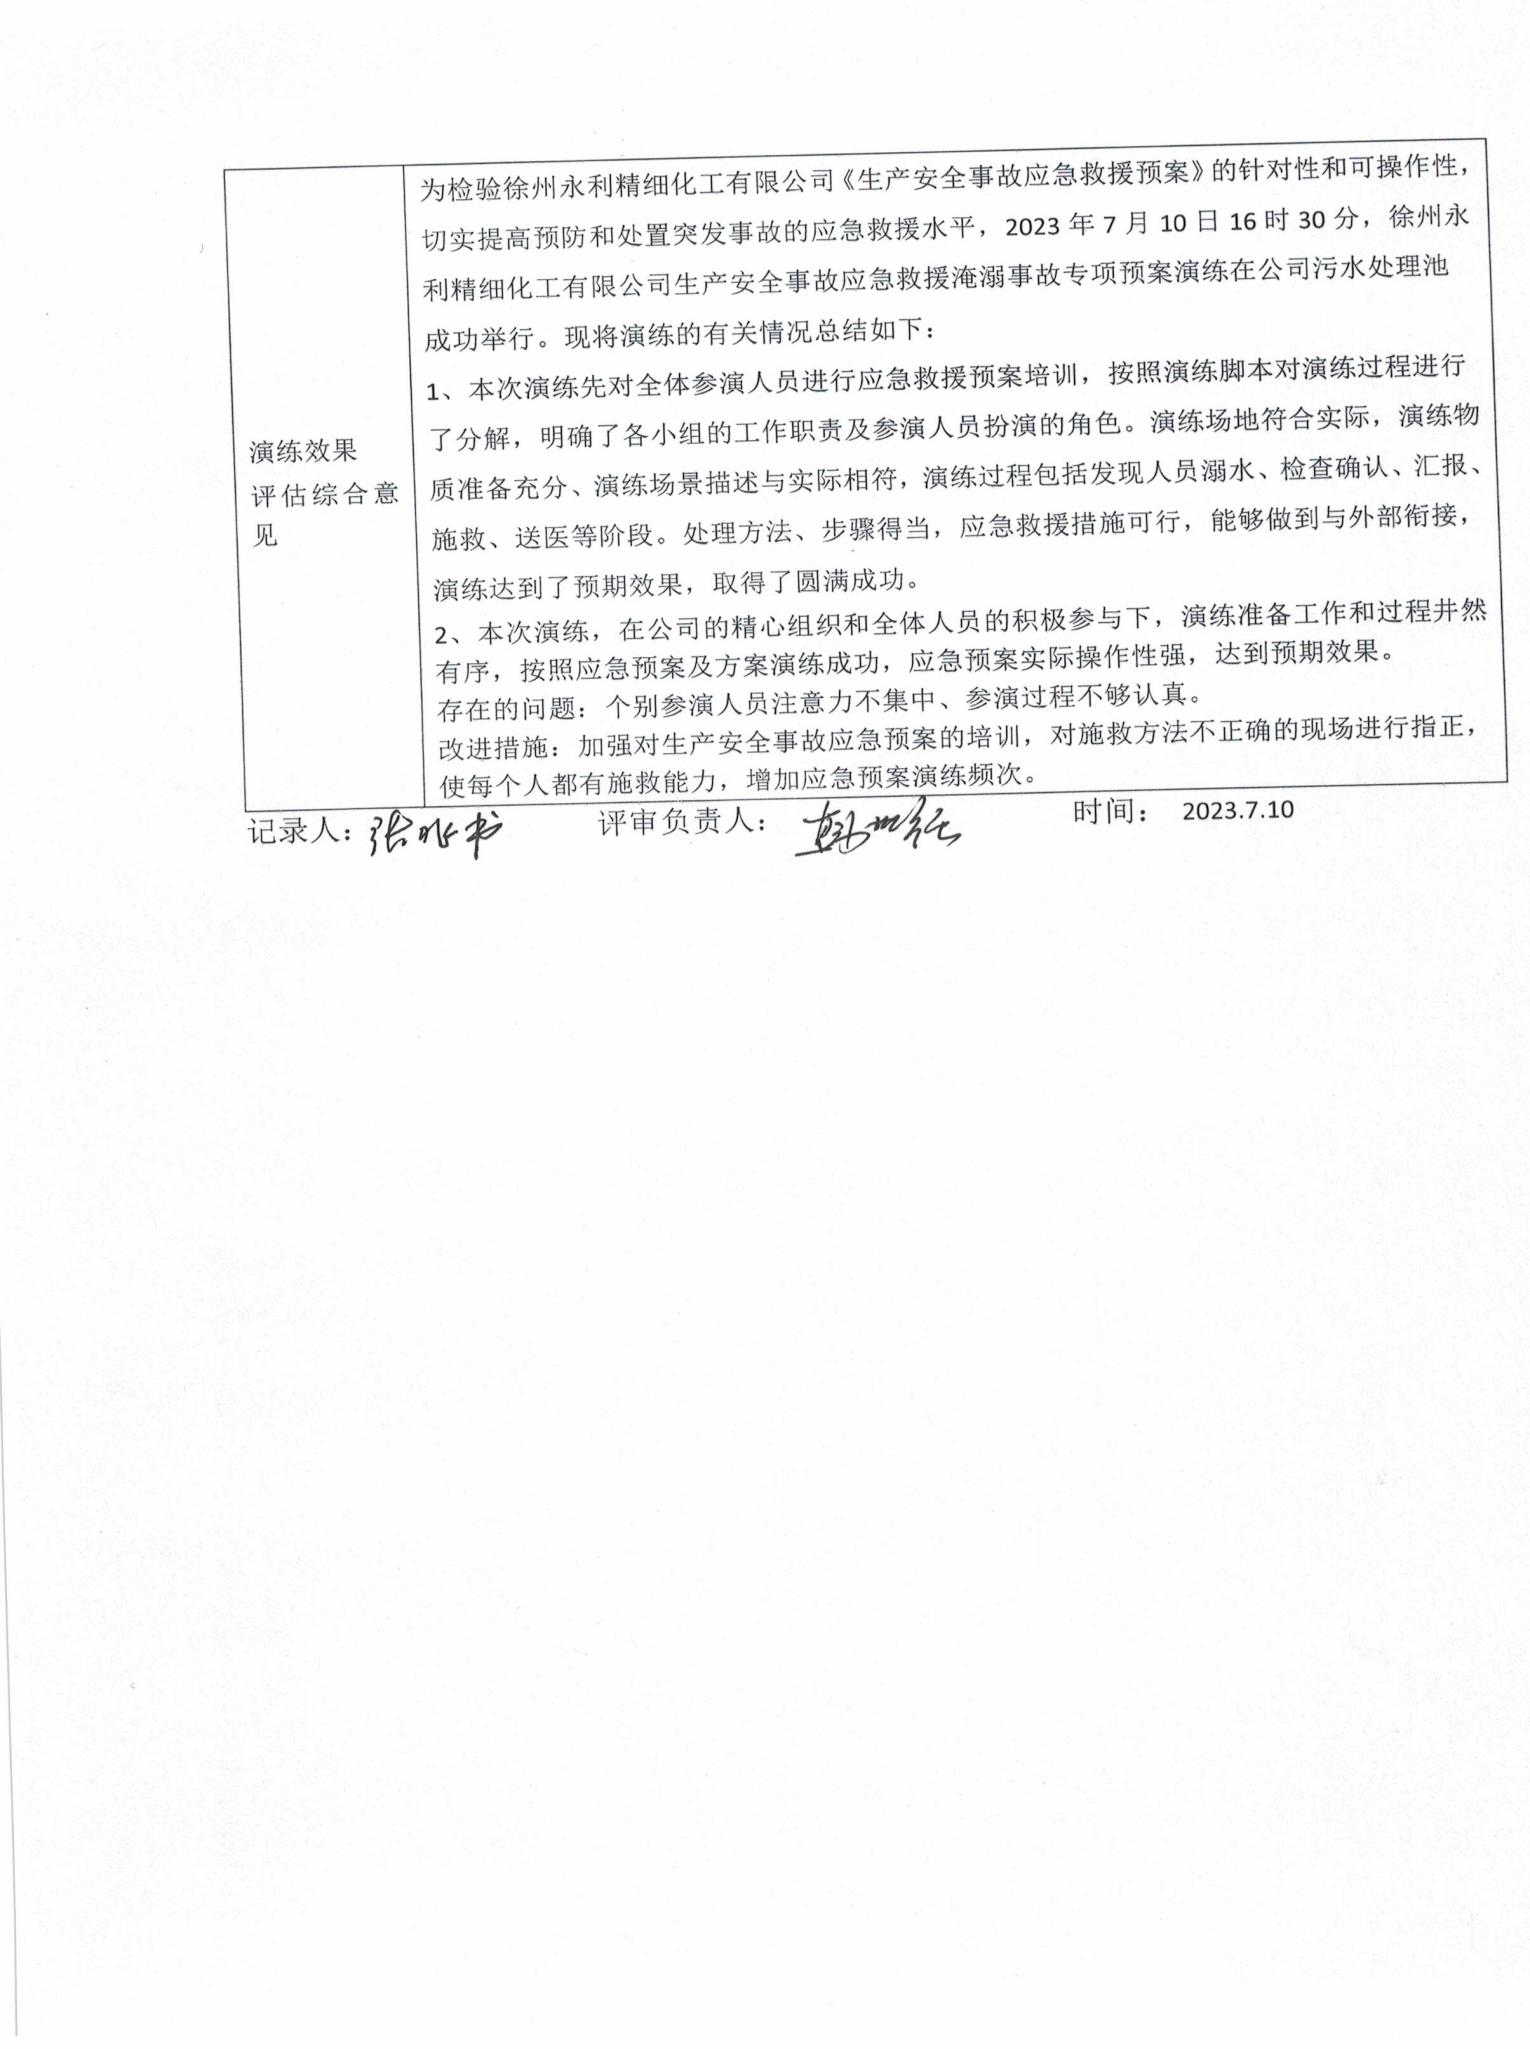 为检验徐州永利精细化工有限公司《生产安全事故应急救援预案》的针对性和可操作性，
切实提高预防和处置突发事故的应急救援水平，2023 年 7 月 10 日 16 时 30 分，徐州永
利精细化工有限公司生产安全事故应急救援淹溺事故专项预案演练在公司污水处理池
成功举行。现将演练的有关情况总结如下：
1、本次演练先对全体参演人员进行应急救援预案培训，按照演练脚本对演练过程进行
了分解，明确了各小组的工作职责及参演人员扮演的角色。演练场地符合实际，演练物
质准备充分、演练场景描述与实际相符，演练过程包括发现人员溺水、检查确认、汇报、
施救、送医等阶段。处理方法、步骤得当，应急救援措施可行，能够做到与外部衔接，
演练达到了预期效果，取得了圆满成功。
2、本次演练，在公司的精心组织和全体人员的积极参与下，演练准备工作和过程井然
有序，按照应急预案及方案演练成功，应急预案实际操作性强，达到预期效果。
存在的问题：个别参演人员注意力不集中、参演过程不够认真。
改进措施：加强对生产安全事故应急预案的培训，对施救方法不正确的现场进行指正，
使每个人都有施救能力，增加应急预案演练频次。
演练效果
评估综合意
见
记录人： 评审负责人： 时间： 2023.7.10